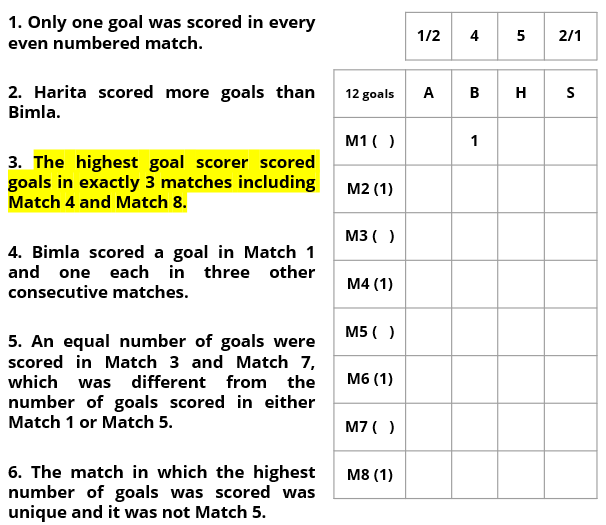 1. Only one goal was scored in every
even numbered match.
2. Harita scored more goals than
Bimla.
3. The highest goal scorer scored
goals in exactly 3 matches including
Match 4 and Match 8.
4. Bimla scored a goal in Match 1
and one each in three other
consecutive matches.
5. An equal number of goals were
scored in Match 3 and Match 7,
which was different from the
number of goals scored in either
Match 1 or Match 5.
6. The match in which the highest
number of goals was scored was
unique and it was not Match 5.
1/2 4 5 2/1
12 goals A B H S
M1 ( ) 1
M2 (1)
M3 ( )
M4 (1)
M5 ( )
M6 (1)
M7 ( )
M8 (1)